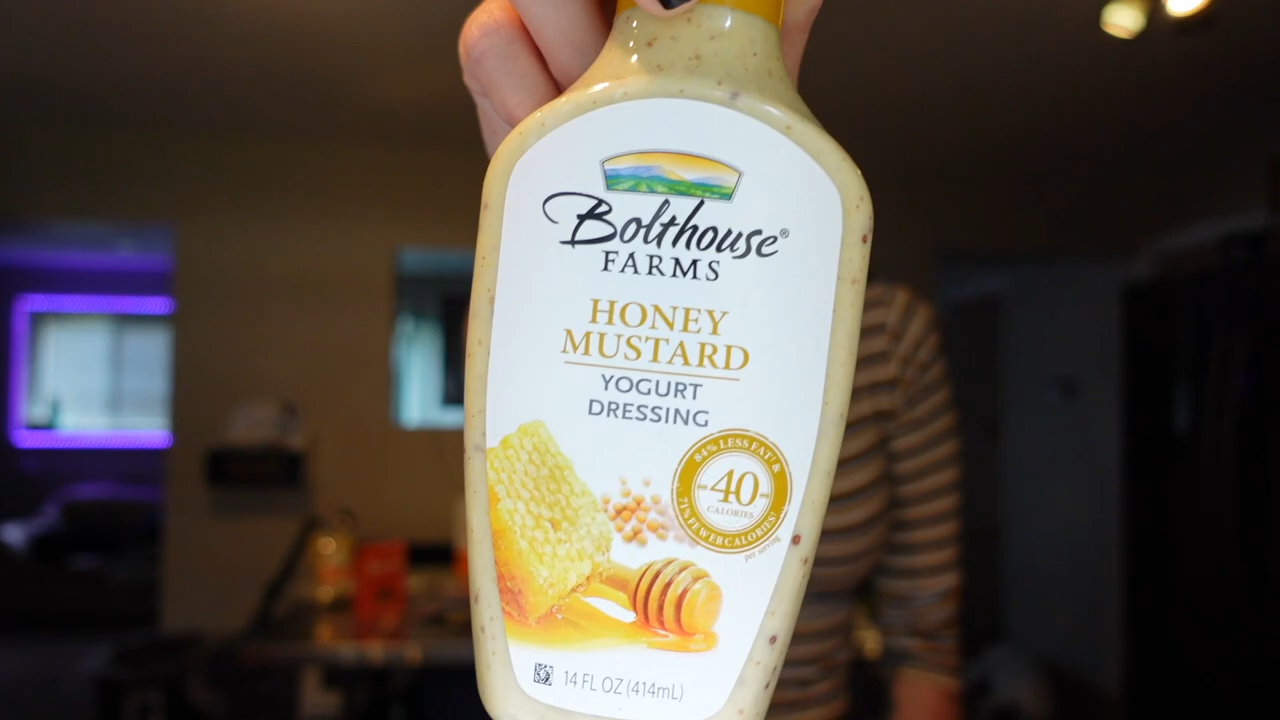 Bolthouse®
FARMS
HONEY
MUSTARD
YOGURT
DRESSING
84% LESS FAT† &
40
CALORIES
71% FEWER CALORIES†
per serving
14 FL OZ (414mL)